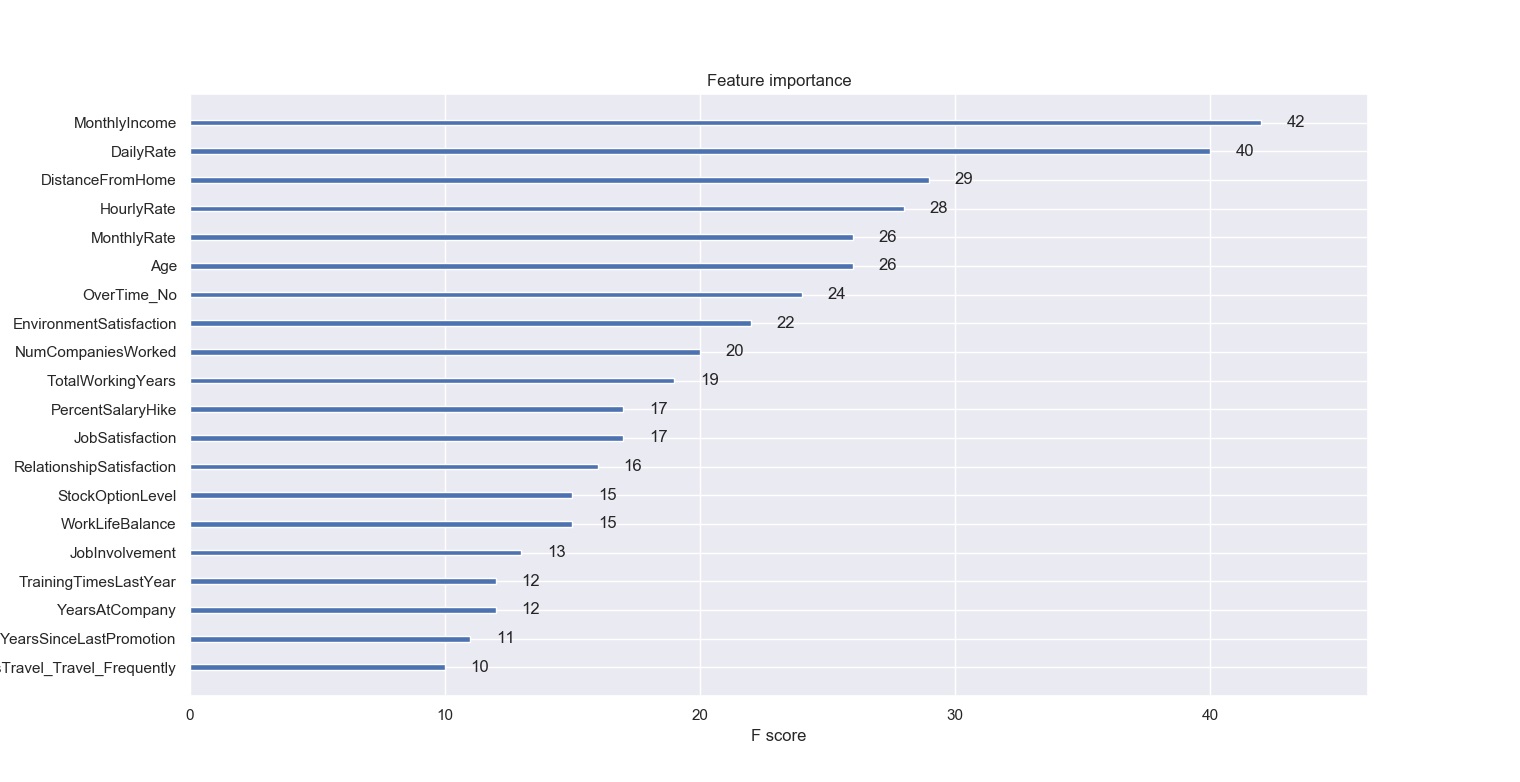 Feature importance
MonthlyIncome 42
DailyRate 40
DistanceFromHome 29
HourlyRate 28
MonthlyRate 26
Age 26
OverTime_No 24
EnvironmentSatisfaction 22
NumCompaniesWorked 20
TotalWorkingYears 19
PercentSalaryHike 17
JobSatisfaction 17
RelationshipSatisfaction 16
StockOptionLevel 15
WorkLifeBalance 15
JobInvolvement 13
TrainingTimesLastYear 12
YearsAtCompany 12
YearsSinceLastPromotion 11
sTravel_Travel_Frequently 10
0 10 20 30 40
F score